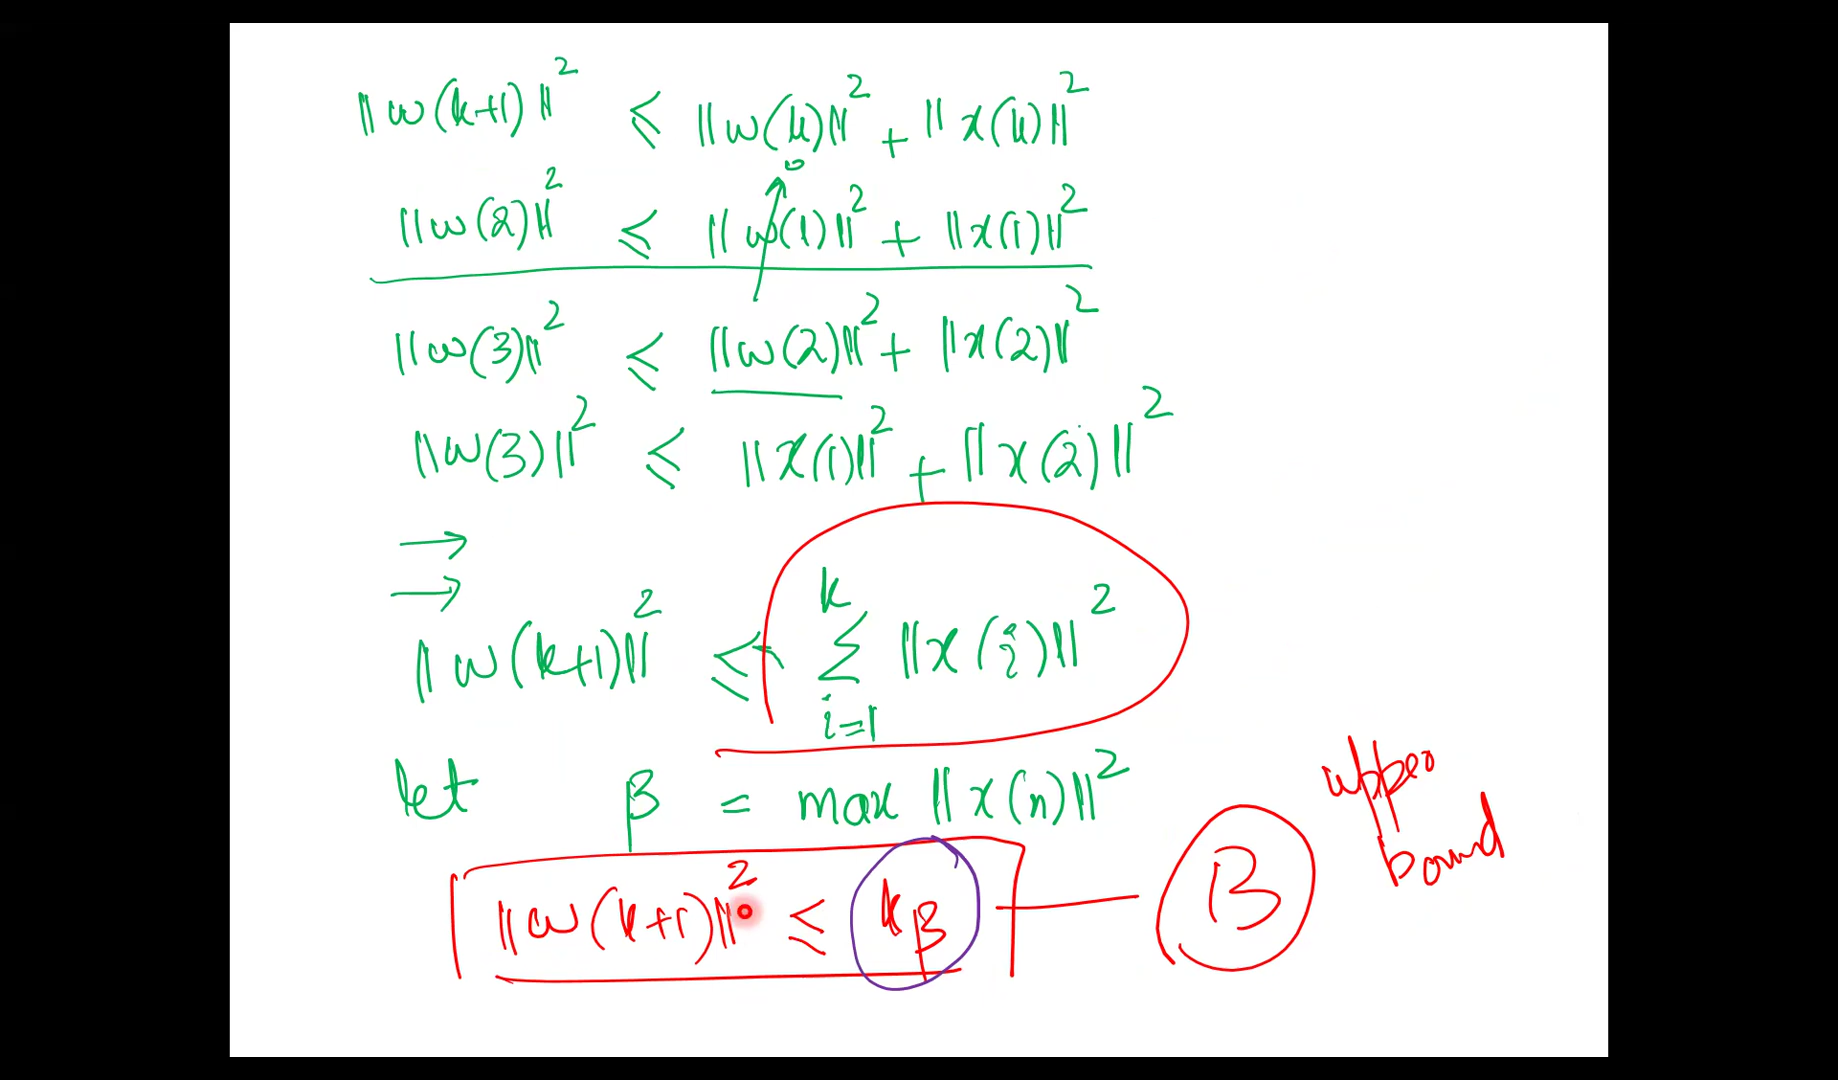 ‖w(k+1)‖² ≤ ‖w(k)‖² + ‖x(k)‖²
0
‖w(2)‖² ≤ ‖w(1)‖² + ‖x(1)‖²
‖w(3)‖² ≤ ‖w(2)‖² + ‖x(2)‖²
‖w(3)‖² ≤ ‖x(1)‖² + ‖x(2)‖²
→
→
‖w(k+1)‖² ≤ k Σ i=1 ‖x(i)‖²
let β = max ‖x(n)‖²
‖w(k+1)‖² ≤ kβ — B
upper
bound